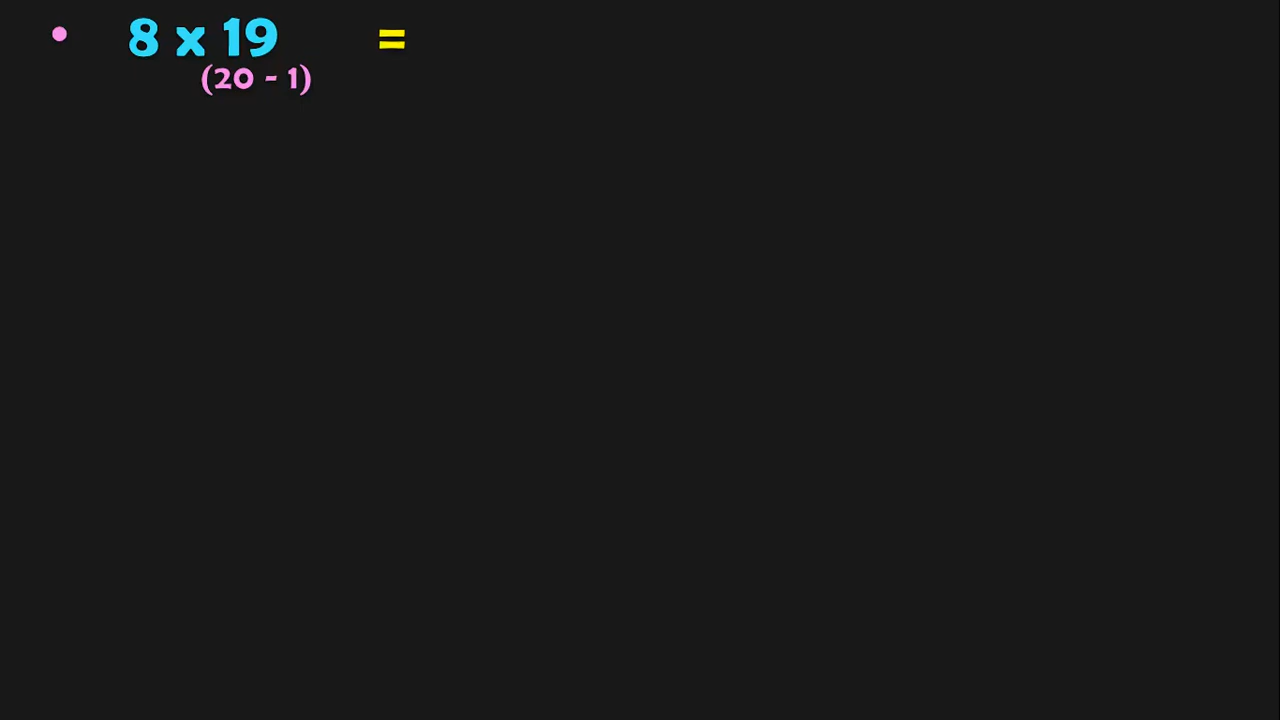 • 8 x 19 =
(20 - 1)